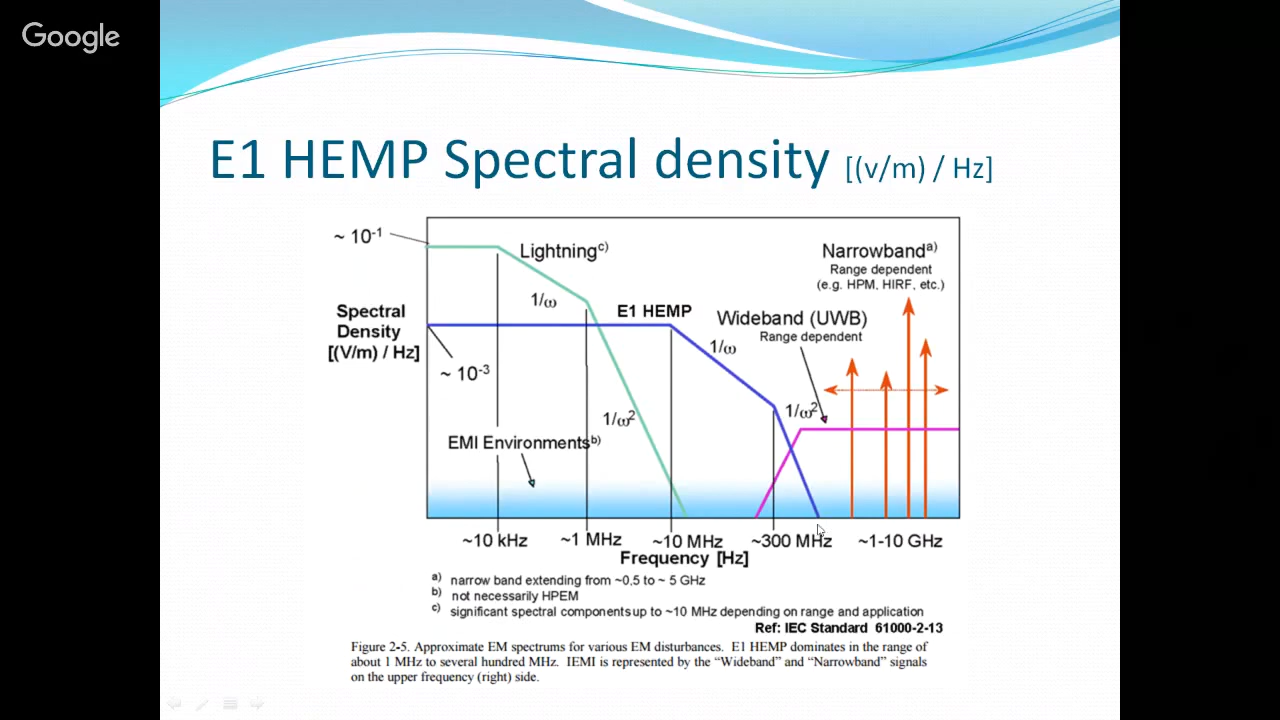 Google
E1 HEMP Spectral density [(v/m) / Hz]
~ 10⁻¹
Lightning c)
Narrowband a)
Range dependent
(e.g. HPM, HIRF, etc.)
1/ω
E1 HEMP
Wideband (UWB)
Range dependent
Spectral
Density
[(V/m) / Hz]
1/ω
~ 10⁻³
1/ω²
1/ω²
EMI Environments b)
~10 kHz
~1 MHz
~10 MHz
~300 MHz
~1-10 GHz
Frequency [Hz]
a) narrow band extending from ~0.5 to ~ 5 GHz
b) not necessarily HPEM
c) significant spectral components up to ~10 MHz depending on range and application
Ref: IEC Standard 61000-2-13
Figure 2-5. Approximate EM spectrums for various EM disturbances. E1 HEMP dominates in the range of
about 1 MHz to several hundred MHz. IEMI is represented by the “Wideband” and “Narrowband” signals
on the upper frequency (right) side.